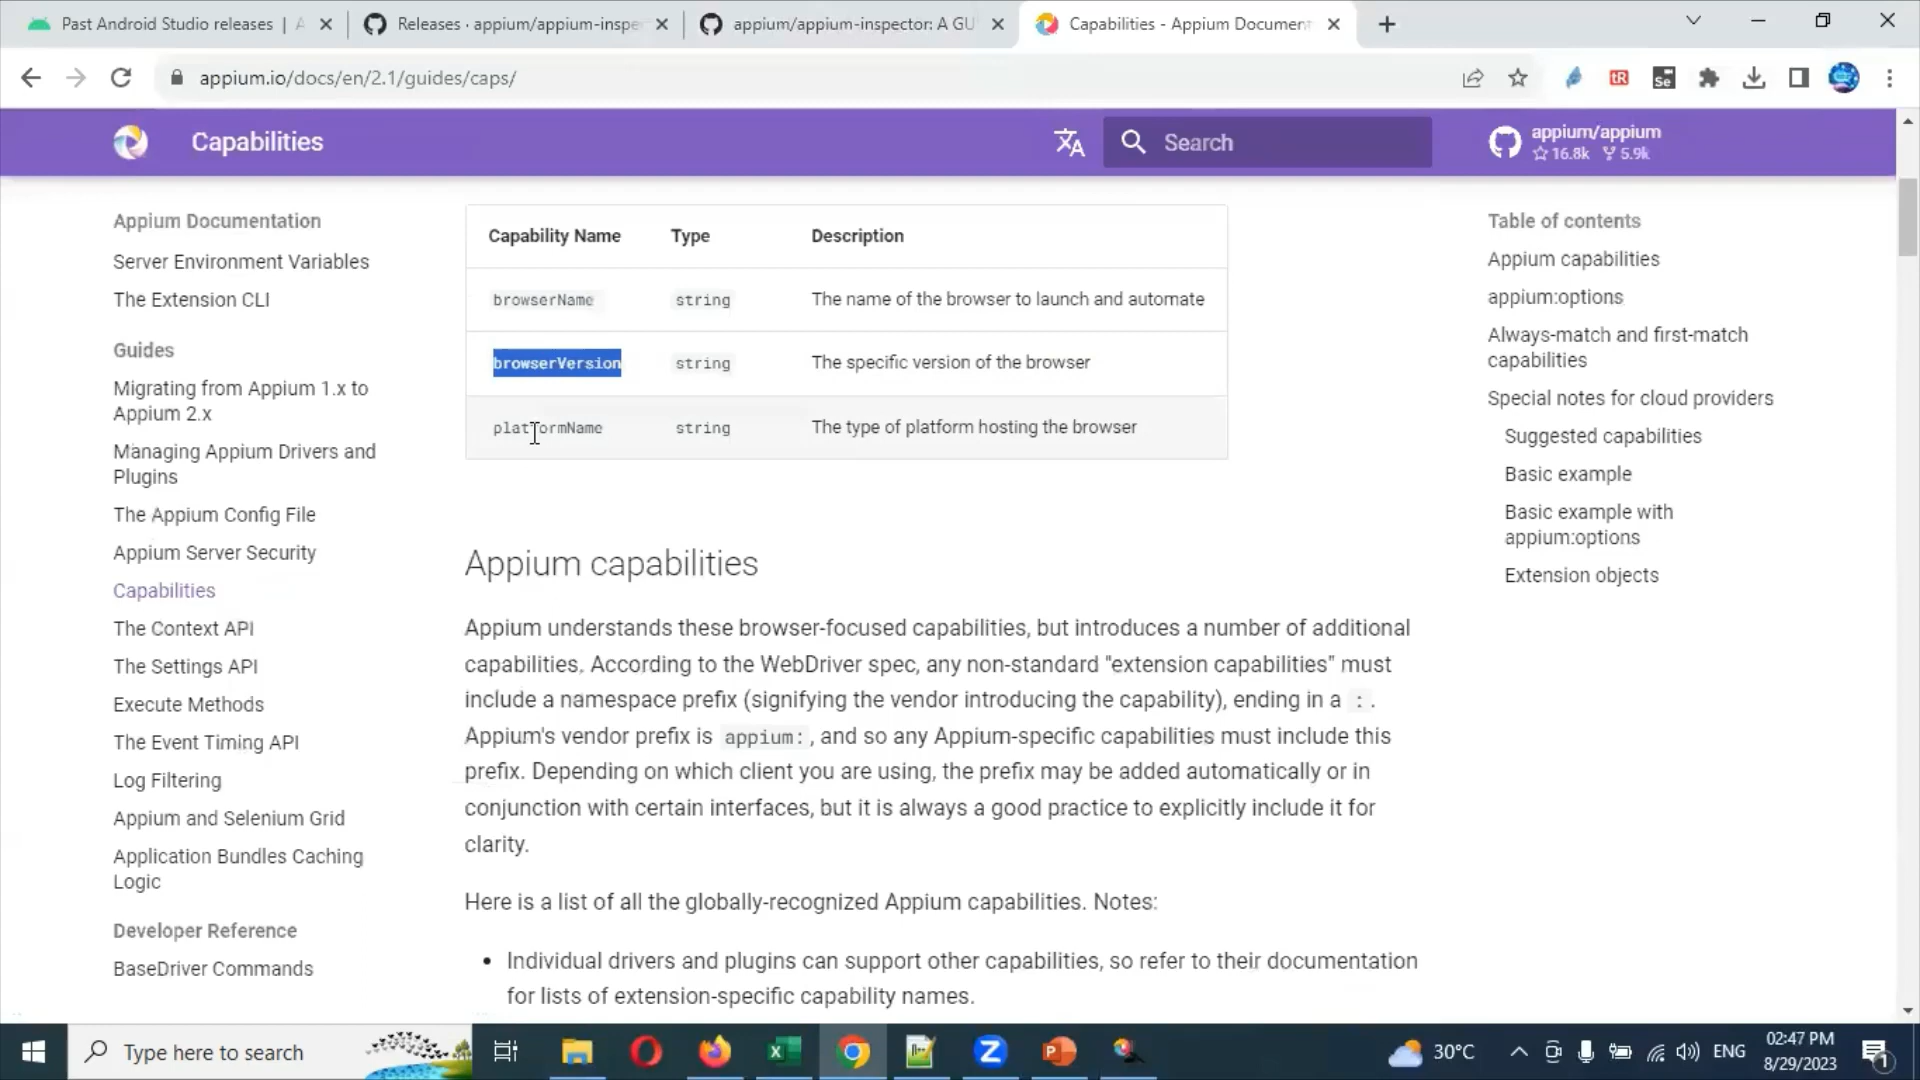 Past Android Studio releases | A
Releases · appium/appium-inspe
appium/appium-inspector: A GU
Capabilities - Appium Document
appium.io/docs/en/2.1/guides/caps/
tR
Se
Capabilities
Search
appium/appium
16.8k 5.9k
Appium Documentation
Server Environment Variables
The Extension CLI
Guides
Migrating from Appium 1.x to
Appium 2.x
Managing Appium Drivers and
Plugins
The Appium Config File
Appium Server Security
Capabilities
The Context API
The Settings API
Execute Methods
The Event Timing API
Log Filtering
Appium and Selenium Grid
Application Bundles Caching
Logic
Developer Reference
BaseDriver Commands
Capability Name Type Description
browserName string The name of the browser to launch and automate
browserVersion string The specific version of the browser
platformName string The type of platform hosting the browser
Appium capabilities
Appium understands these browser-focused capabilities, but introduces a number of additional
capabilities. According to the WebDriver spec, any non-standard "extension capabilities" must
include a namespace prefix (signifying the vendor introducing the capability), ending in a : .
Appium's vendor prefix is appium: , and so any Appium-specific capabilities must include this
prefix. Depending on which client you are using, the prefix may be added automatically or in
conjunction with certain interfaces, but it is always a good practice to explicitly include it for
clarity.
Here is a list of all the globally-recognized Appium capabilities. Notes:
• Individual drivers and plugins can support other capabilities, so refer to their documentation
for lists of extension-specific capability names.
Table of contents
Appium capabilities
appium:options
Always-match and first-match
capabilities
Special notes for cloud providers
Suggested capabilities
Basic example
Basic example with
appium:options
Extension objects
Type here to search
30°C
ENG
02:47 PM
8/29/2023
1